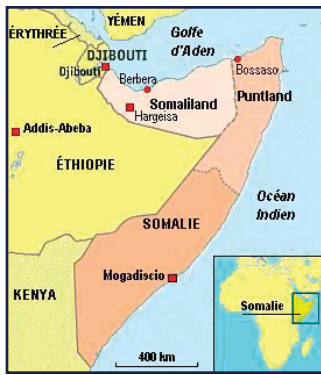 YÉMEN
Golfe
d'Aden
ÉRYTHRÉE
DJIBOUTI
Djibouti
Berbera
Bossaso
Somaliland
Puntland
Hargeisa
Addis-Abeba
ÉTHIOPIE
Océan
Indien
SOMALIE
Mogadiscio
KENYA
Somalie
400 km